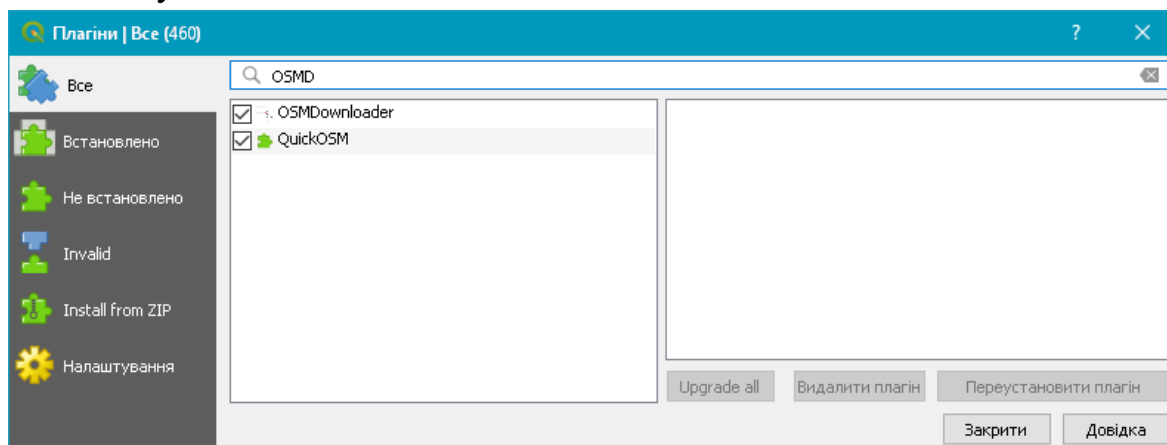 Плагіни | Все (460)
?
Все
OSMD
OSMDownloader
Встановлено
QuickOSM
Не встановлено
Invalid
Install from ZIP
Налаштування
Upgrade all Видалити плагін Переустановити плагін
Закрити Довідка